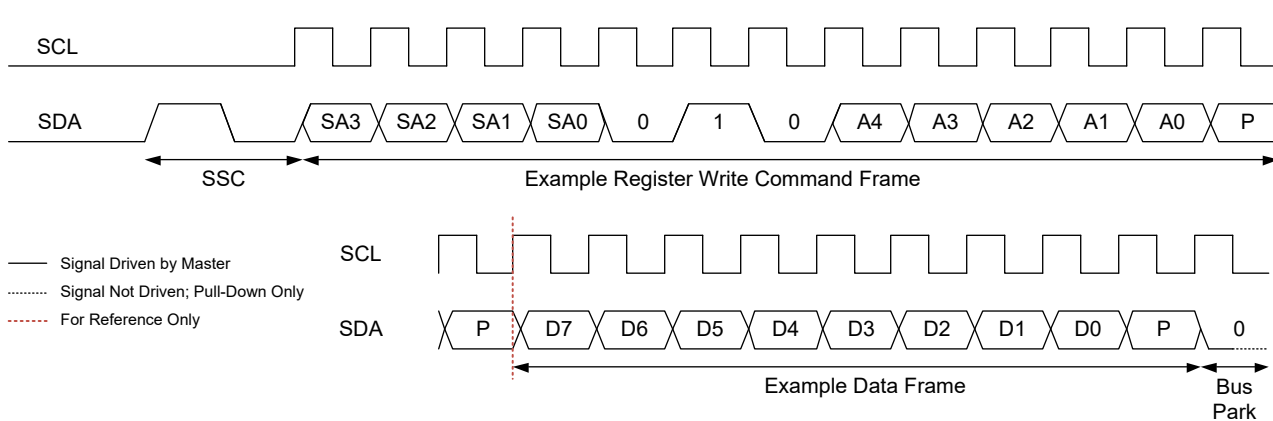 SCL
SDA SA3 SA2 SA1 SA0 0 1 0 A4 A3 A2 A1 A0 P
SSC Example Register Write Command Frame
SCL
Signal Driven by Master
Signal Not Driven; Pull-Down Only
For Reference Only
SDA P D7 D6 D5 D4 D3 D2 D1 D0 P 0
Example Data Frame Bus
Park